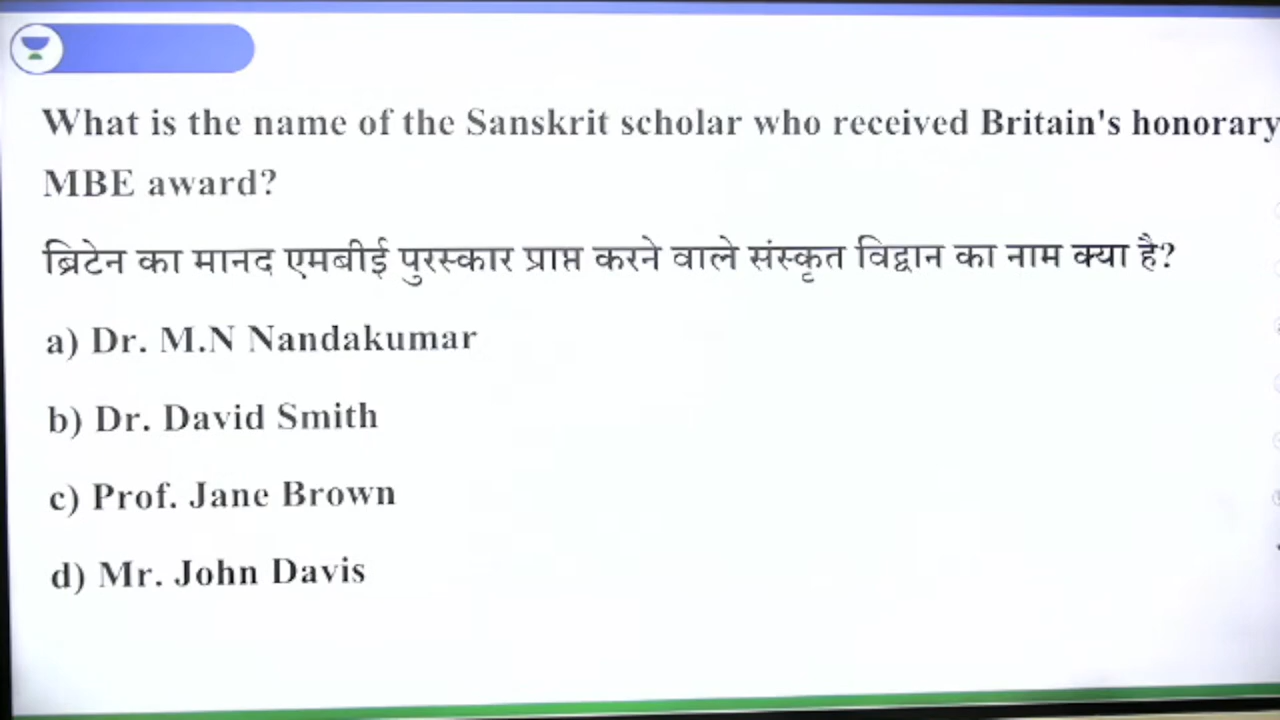 What is the name of the Sanskrit scholar who received Britain's honorary
MBE award?
ब्रिटेन का मानद एमबीई पुरस्कार प्राप्त करने वाले संस्कृत विद्वान का नाम क्या है?
a) Dr. M.N Nandakumar
b) Dr. David Smith
c) Prof. Jane Brown
d) Mr. John Davis